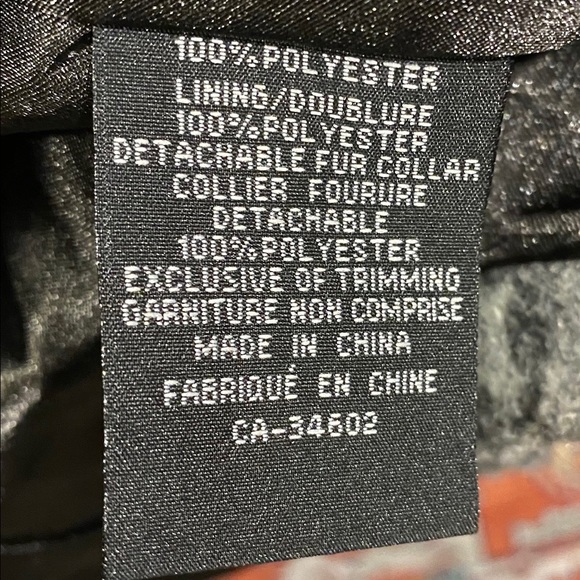 100%POLYESTER
LINING/DOUBLURE
100%POLYESTER
DETACHABLE FUR COLLAR
COLLIER FOURURE
DETACHABLE
100%POLYESTER
EXCLUSIVE OF TRIMMING
GARNITURE NON COMPRISE
MADE IN CHINA
FABRIQUÉ EN CHINE
CA-34602